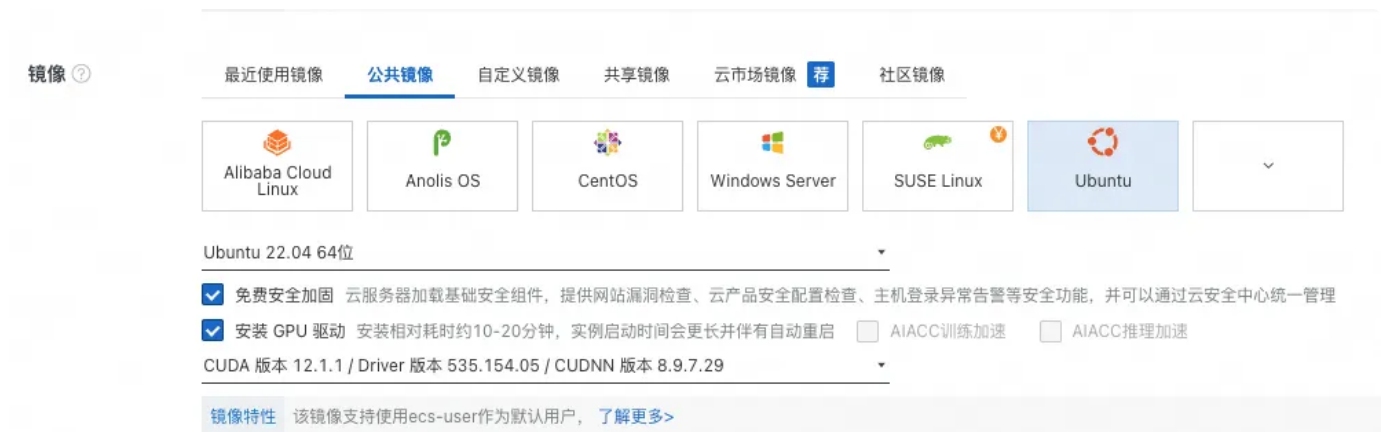 镜像 ?
最近使用镜像 公共镜像 自定义镜像 共享镜像 云市场镜像 荐 社区镜像
Alibaba Cloud Linux Anolis OS CentOS Windows Server SUSE Linux ¥ Ubuntu
Ubuntu 22.04 64位
免费安全加固 云服务器加载基础安全组件，提供网站漏洞检查、云产品安全配置检查、主机登录异常告警等安全功能，并可以通过云安全中心统一管理
安装 GPU 驱动 安装相对耗时约10-20分钟，实例启动时间会更长并伴有自动重启 AIACC训练加速 AIACC推理加速
CUDA 版本 12.1.1 / Driver 版本 535.154.05 / CUDNN 版本 8.9.7.29
镜像特性 该镜像支持使用ecs-user作为默认用户， 了解更多>